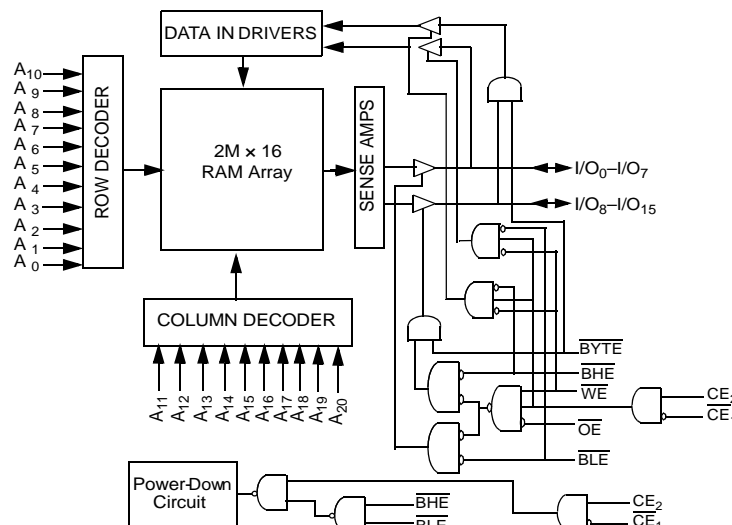 DATA IN DRIVERS
A10
A9
A8
A7
A6
A5
A4
A3
A2
A1
A0
ROW DECODER
2M × 16
RAM Array
SENSE AMPS
I/O0–I/O7
I/O8–I/O15
COLUMN DECODER
A11
A12
A13
A14
A15
A16
A17
A18
A19
A20
BYTE
BHE
WE
OE
BLE
CE2
Power-Down
Circuit
BHE
BLE
CE2
CE1